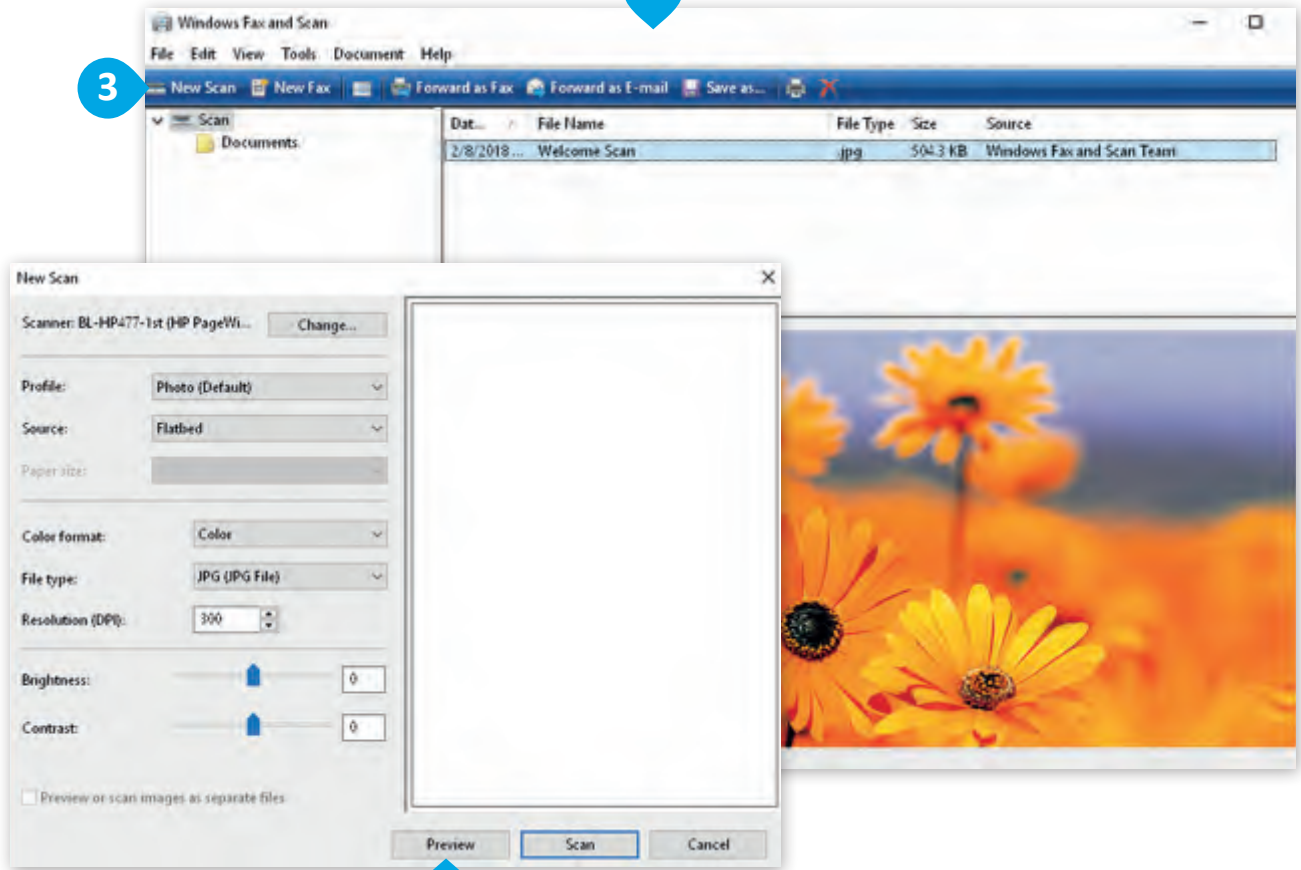 Windows Fax and Scan
File Edit View Tools Document Help
3
New Scan New Fax Forward as Fax Forward as E-mail Save as...
Scan
Documents
Dat... File Name File Type Size Source
2/8/2018... Welcome Scan .jpg 504.3 KB Windows Fax and Scan Team
New Scan
Scanner: BL-HP477-1st (HP PageWi... Change...
Profile: Photo (Default)
Source: Flatbed
Paper size:
Color format: Color
File type: JPG (JPG File)
Resolution (DPI): 300
Brightness: 0
Contrast: 0
Preview or scan images as separate files
Preview Scan Cancel